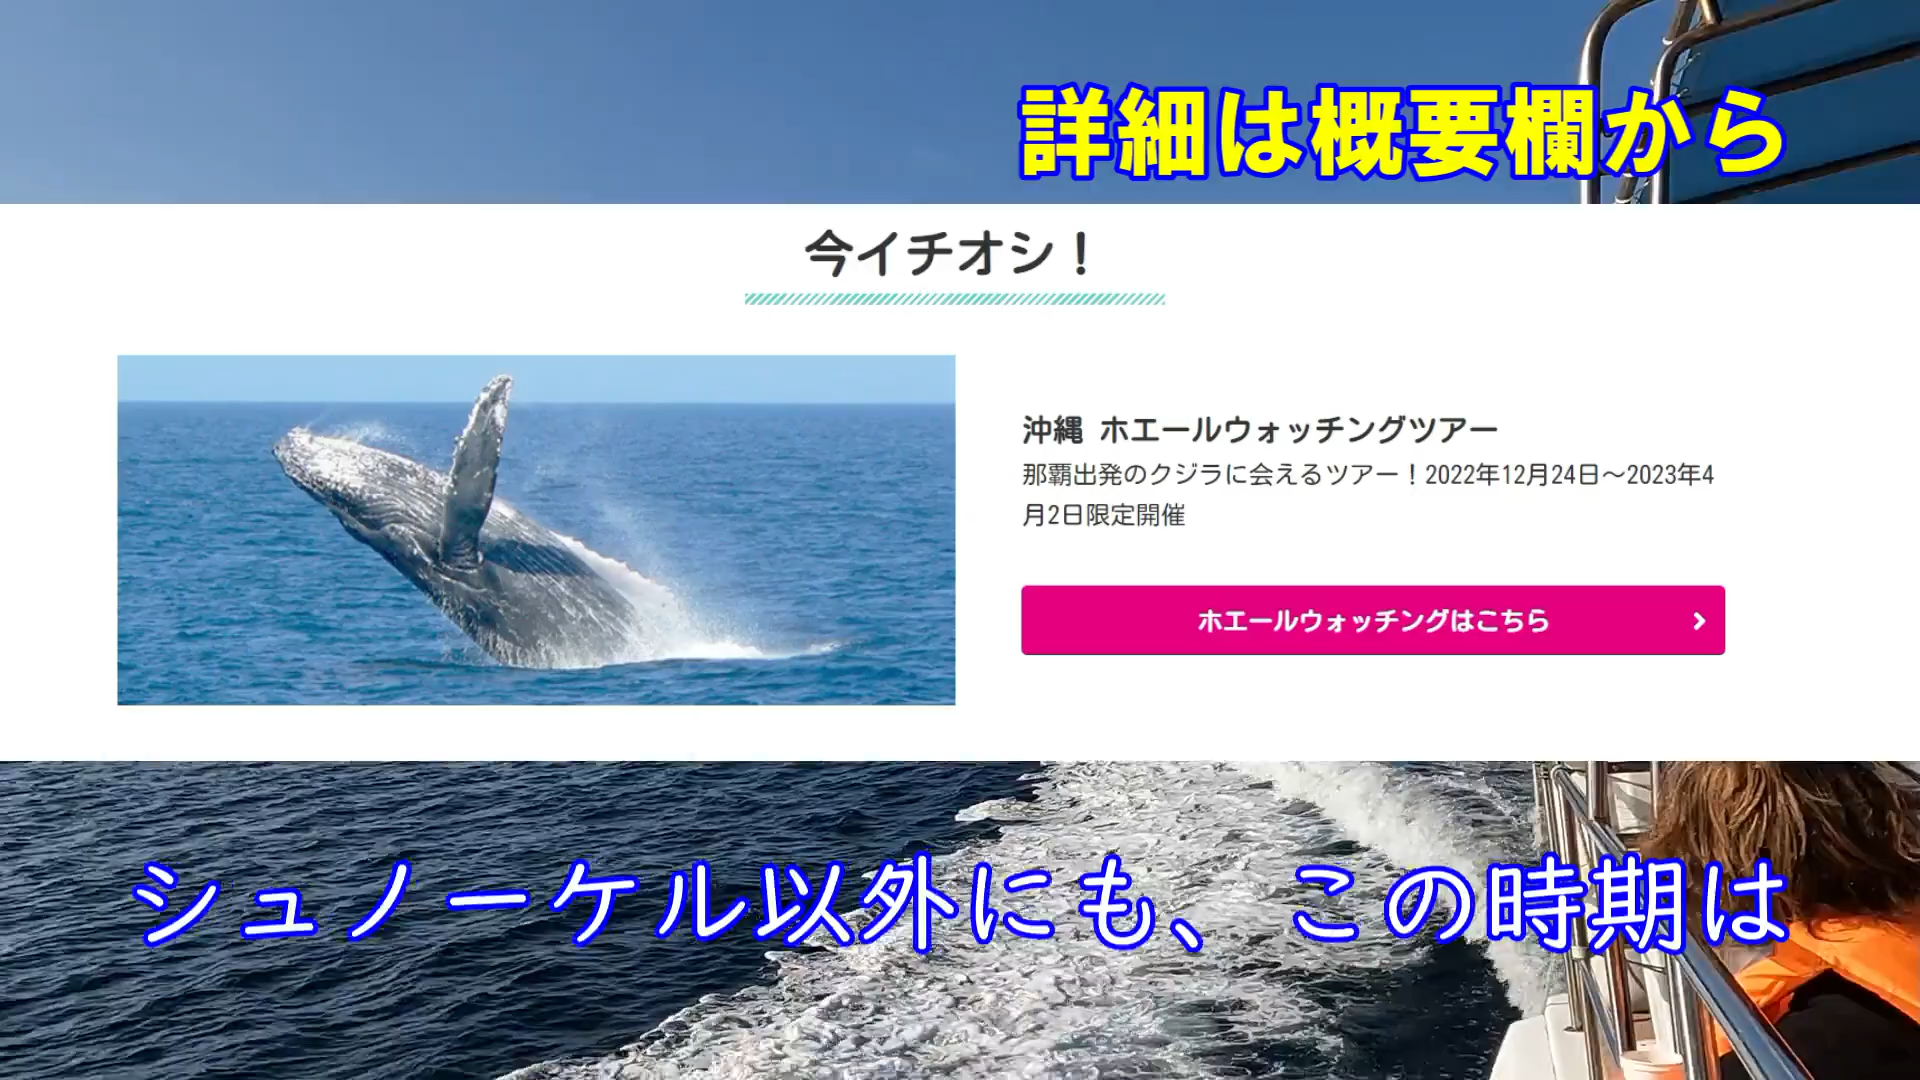 詳細は概要欄から
今イチオシ！
沖縄 ホエールウォッチングツアー
那覇出発のクジラに会えるツアー！2022年12月24日～2023年4
月2日限定開催
ホエールウォッチングはこちら
シュノーケル以外にも、この時期は